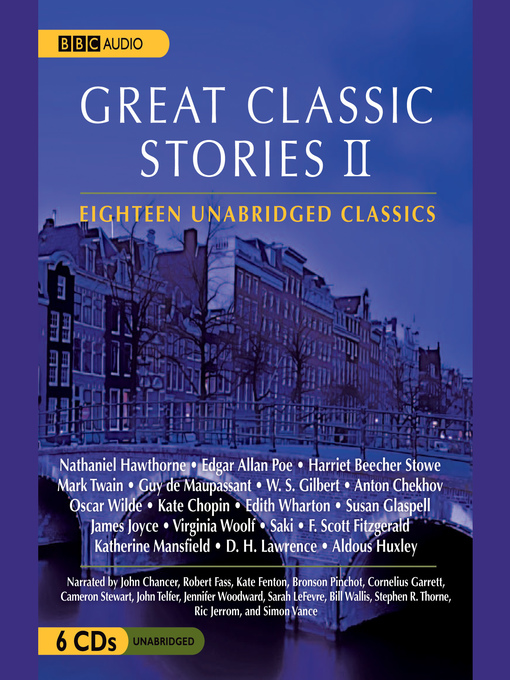 BBC AUDIO
GREAT CLASSIC
STORIES II
EIGHTEEN UNABRIDGED CLASSICS
Nathaniel Hawthorne • Edgar Allan Poe • Harriet Beecher Stowe
Mark Twain • Guy de Maupassant • W. S. Gilbert • Anton Chekhov
Oscar Wilde • Kate Chopin • Edith Wharton • Susan Glaspell
James Joyce • Virginia Woolf • Saki • F. Scott Fitzgerald
Katherine Mansfield • D. H. Lawrence • Aldous Huxley
Narrated by John Chancer, Robert Fass, Kate Fenton, Bronson Pinchot, Cornelius Garrett,
Cameron Stewart, John Telfer, Jennifer Woodward, Sarah LeFevre, Bill Wallis, Stephen R. Thorne,
Ric Jerrom, and Simon Vance
6 CDs UNABRIDGED